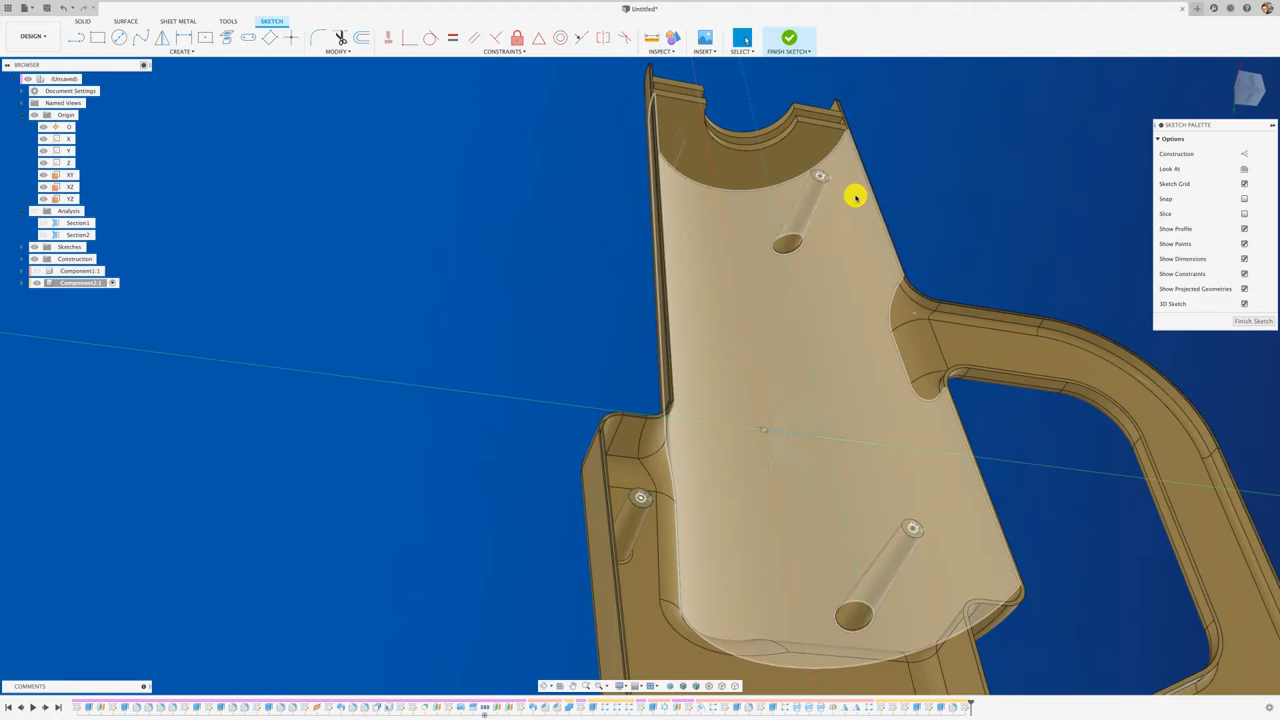 Untitled*
SOLID SURFACE SHEET METAL TOOLS SKETCH
DESIGN▾
CREATE▾ MODIFY▾ CONSTRAINTS▾ INSPECT▾ INSERT▾ SELECT▾ FINISH SKETCH▾
BROWSER
(Unsaved)
Document Settings
Named Views
Origin
O
X
Y
Z
XY
XZ
YZ
Analysis
Section1
Section2
Sketches
Construction
Component1:1
Component2:1
SKETCH PALETTE
Options
Construction
Look At
Sketch Grid
Snap
Slice
Show Profile
Show Points
Show Dimensions
Show Constraints
Show Projected Geometries
3D Sketch
Finish Sketch
COMMENTS